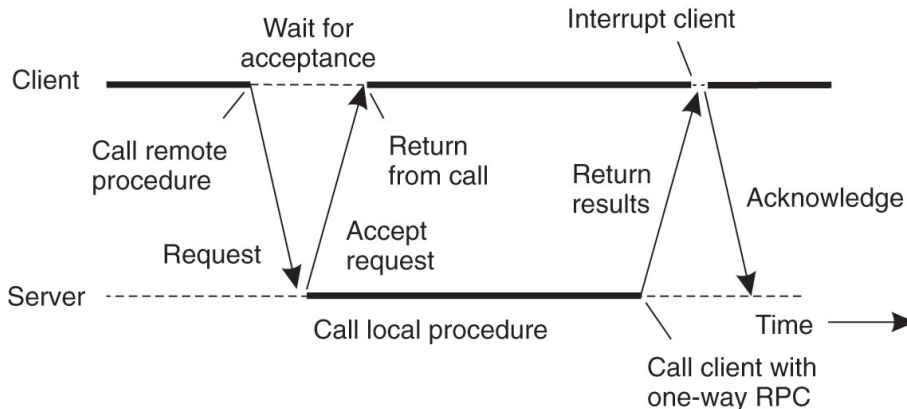 Interrupt client
Wait for
acceptance
Client
Call remote
procedure
Return
from call
Return
results
Acknowledge
Request
Accept
request
Server
Call local procedure
Time
Call client with
one-way RPC